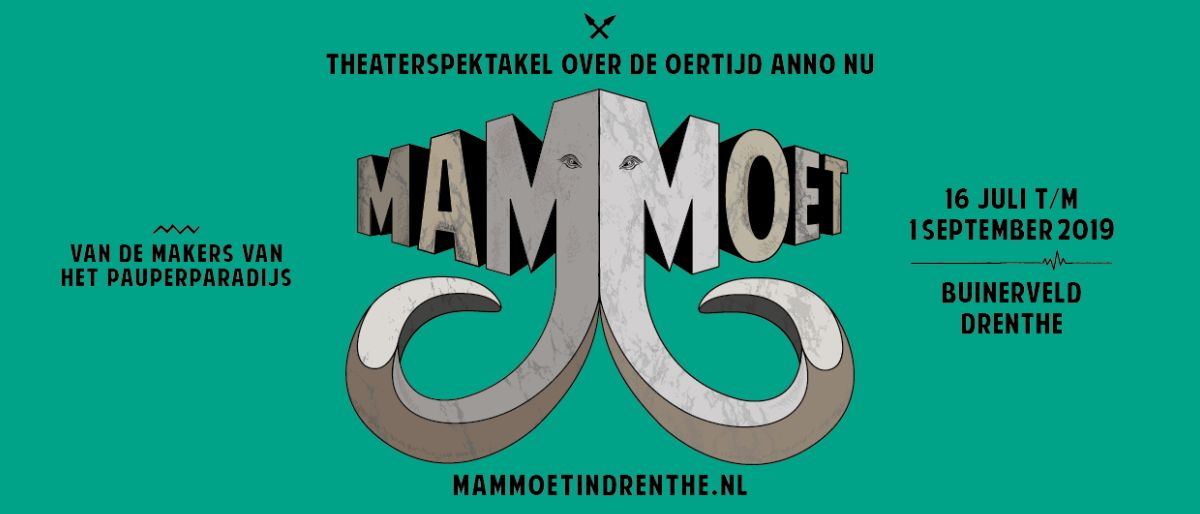 THEATERSPEKTAKEL OVER DE OERTIJD ANNO NU
MAMMOET
VAN DE MAKERS VAN
HET PAUPERPARADIJS
16 JULI T/M
1 SEPTEMBER 2019
BUINERVELD
DRENTHE
MAMMOETINDRENTHE.NL